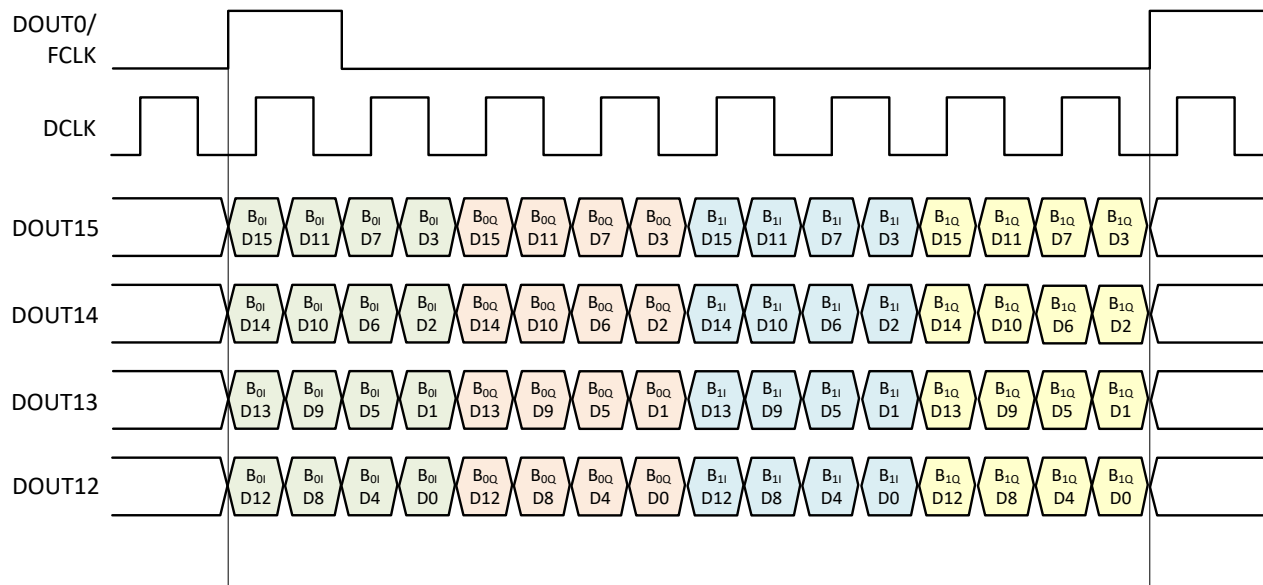 DOUT0/
FCLK
DCLK
DOUT15
B0I B0I B0I B0I B0Q B0Q B0Q B0Q B1I B1I B1I B1I B1Q B1Q B1Q B1Q
D15 D11 D7 D3 D15 D11 D7 D3 D15 D11 D7 D3 D15 D11 D7 D3
DOUT14
B0I B0I B0I B0I B0Q B0Q B0Q B0Q B1I B1I B1I B1I B1Q B1Q B1Q B1Q
D14 D10 D6 D2 D14 D10 D6 D2 D14 D10 D6 D2 D14 D10 D6 D2
DOUT13
B0I B0I B0I B0I B0Q B0Q B0Q B0Q B1I B1I B1I B1I B1Q B1Q B1Q B1Q
D13 D9 D5 D1 D13 D9 D5 D1 D13 D9 D5 D1 D13 D9 D5 D1
DOUT12
B0I B0I B0I B0I B0Q B0Q B0Q B0Q B1I B1I B1I B1I B1Q B1Q B1Q B1Q
D12 D8 D4 D0 D12 D8 D4 D0 D12 D8 D4 D0 D12 D8 D4 D0